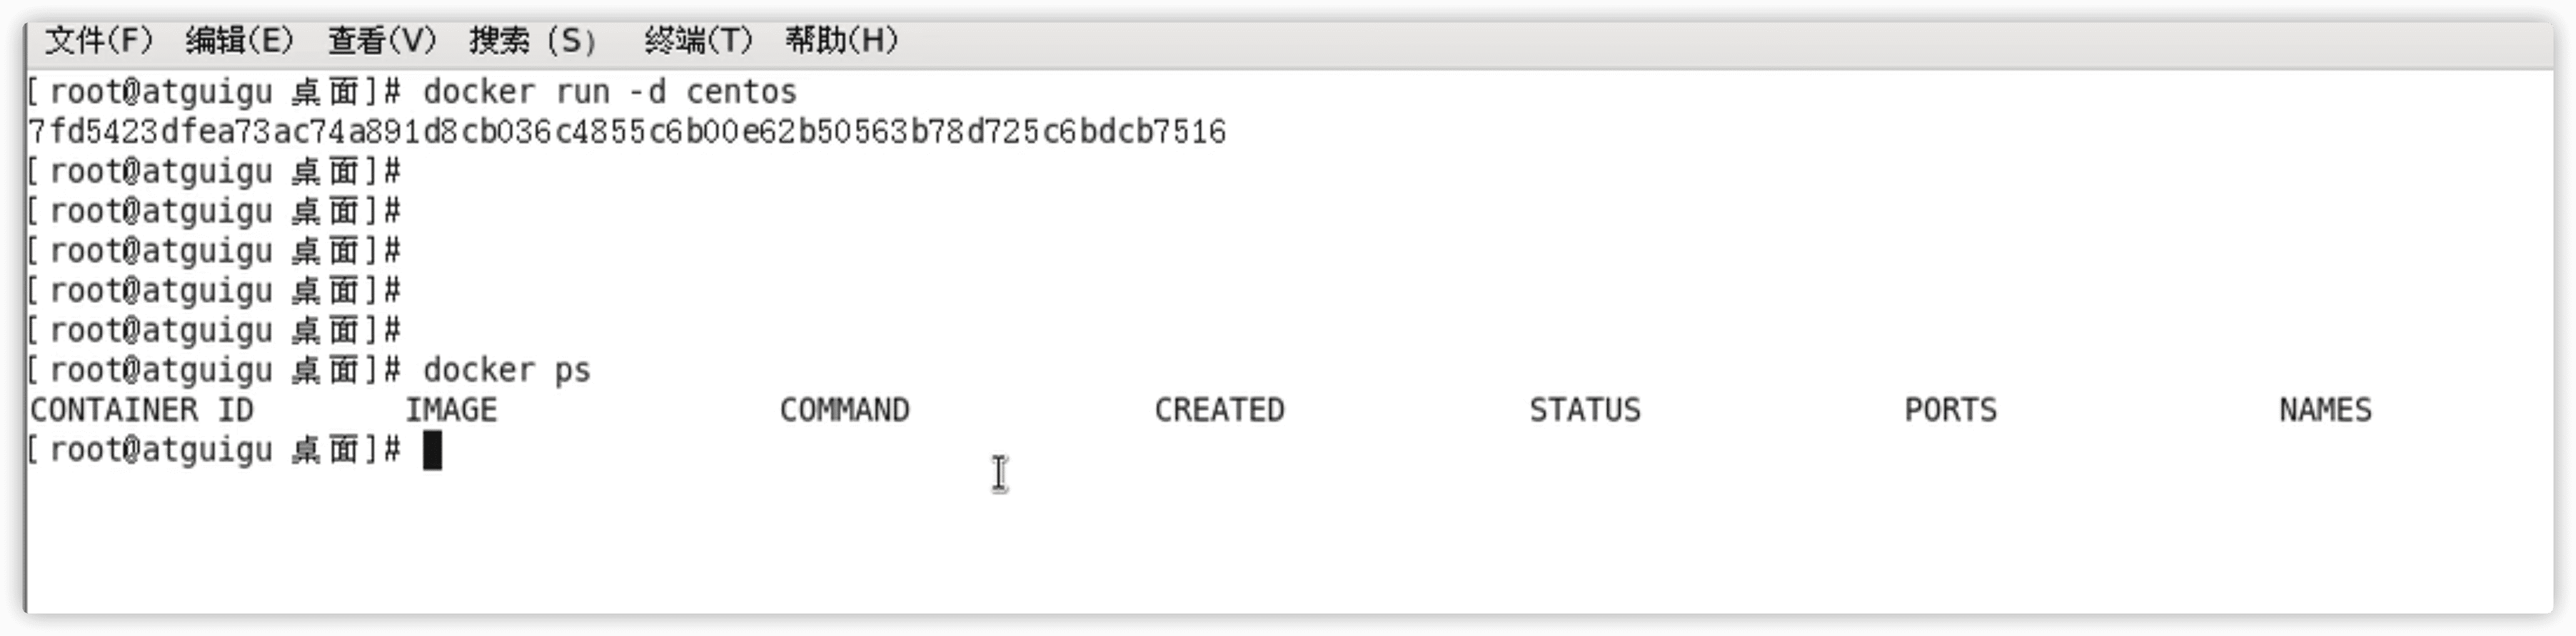 文件(F) 编辑(E) 查看(V) 搜索 (S) 终端(T) 帮助(H)
[root@atguigu 桌面]# docker run -d centos
7fd5423dfea73ac74a891d8cb036c4855c6b00e62b50563b78d725c6bdcb7516
[root@atguigu 桌面]#
[root@atguigu 桌面]#
[root@atguigu 桌面]#
[root@atguigu 桌面]#
[root@atguigu 桌面]#
[root@atguigu 桌面]# docker ps
CONTAINER ID IMAGE COMMAND CREATED STATUS PORTS NAMES
[root@atguigu 桌面]#